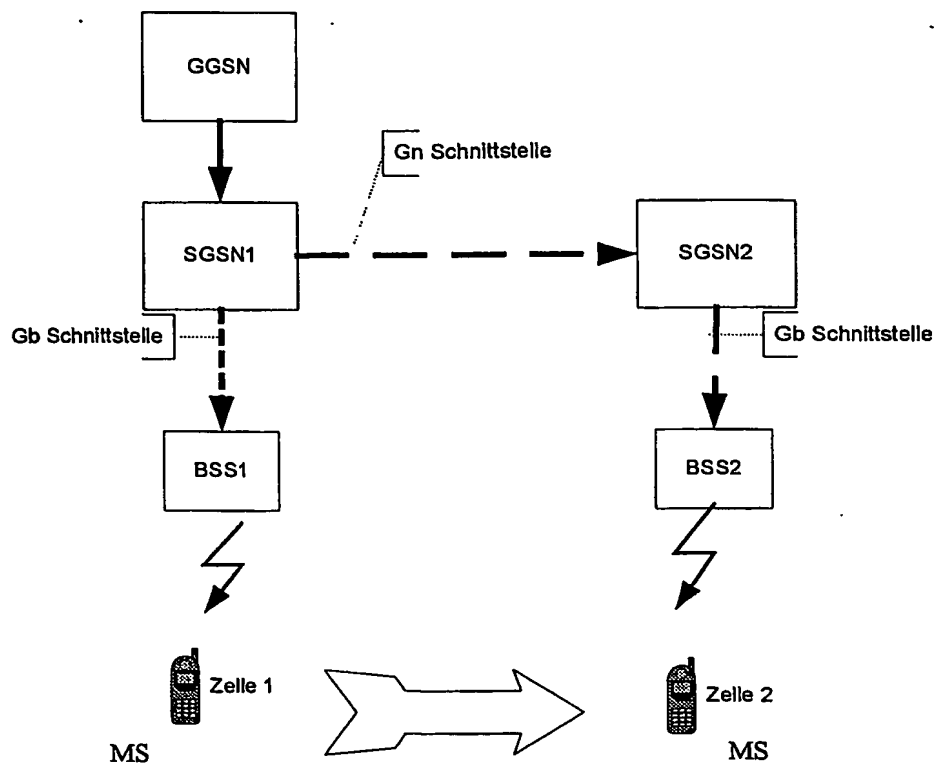 GGSN
Gn Schnittstelle
SGSN1
SGSN2
Gb Schnittstelle
Gb Schnittstelle
BSS1
BSS2
Zelle 1
Zelle 2
MS
MS